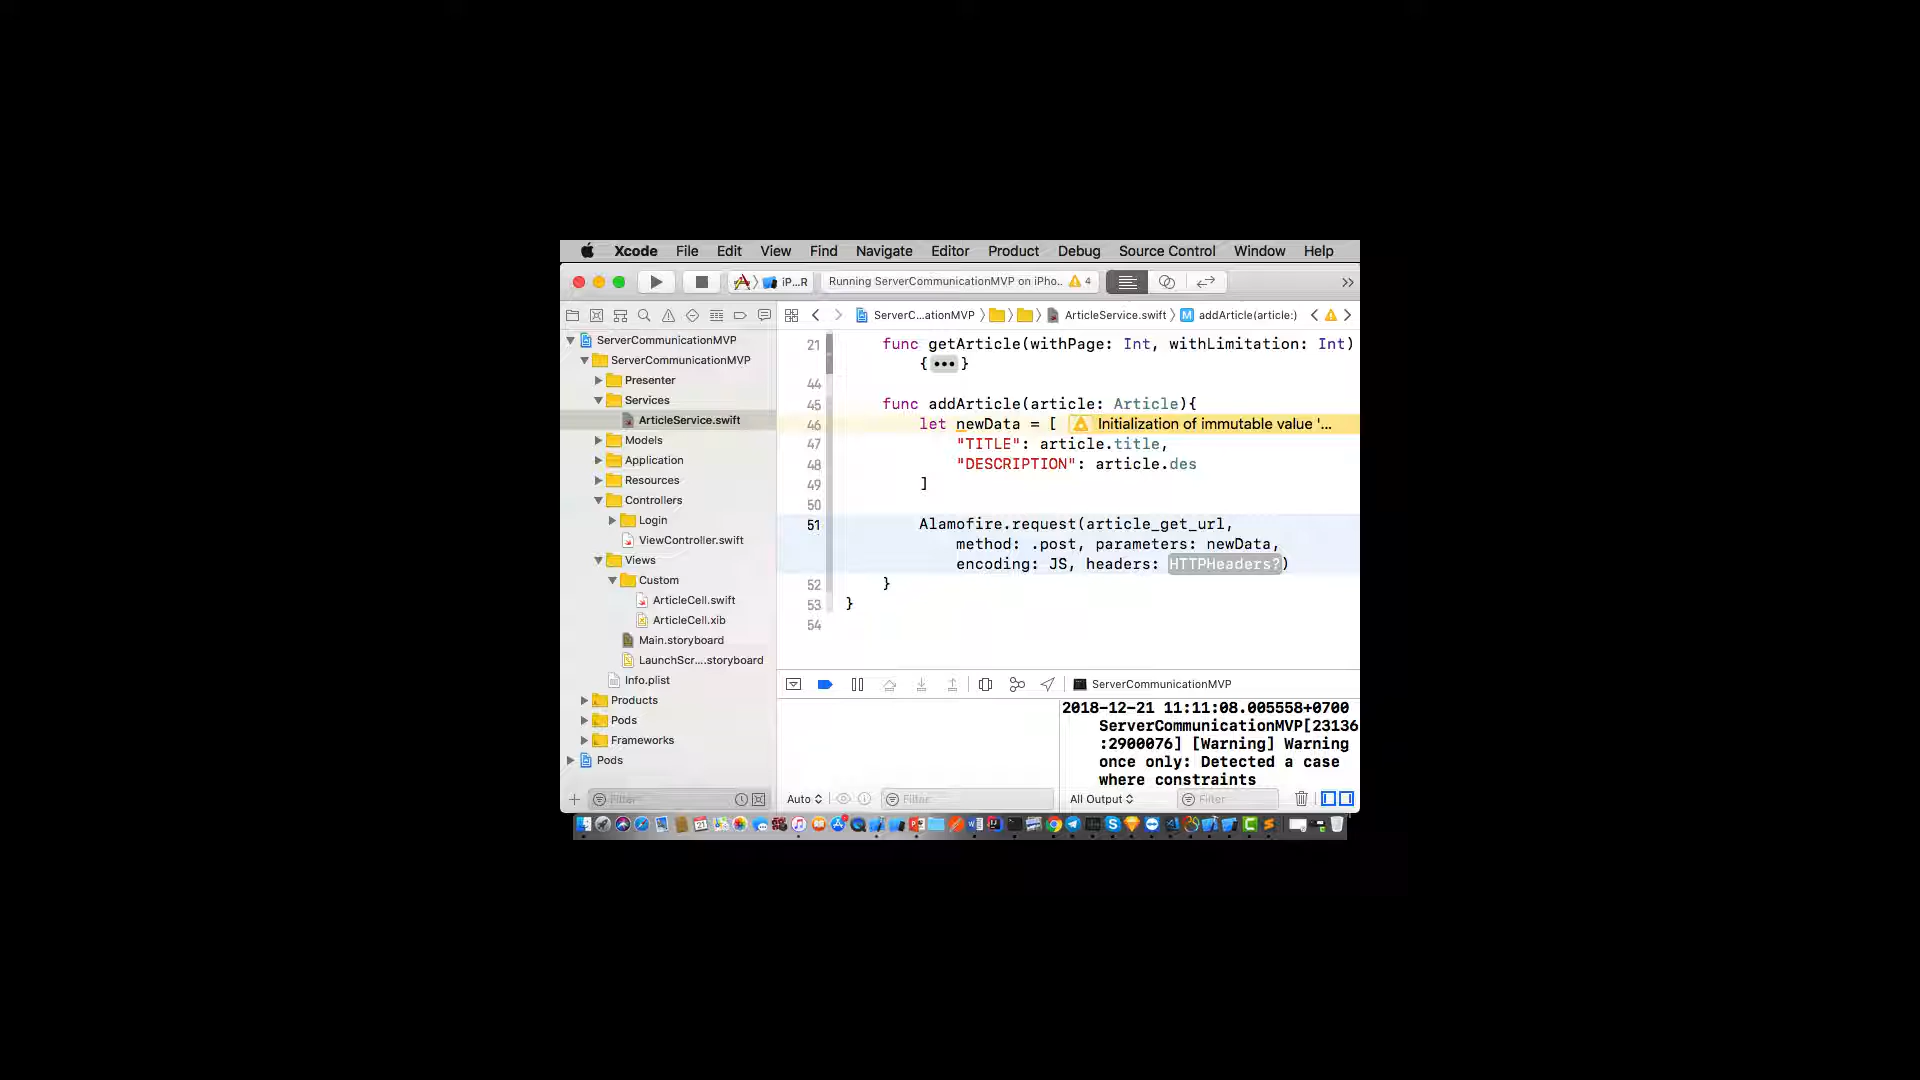 Xcode File Edit View Find Navigate Editor Product Debug Source Control Window Help
iP...R Running ServerCommunicationMVP on iPho... 4
ServerC...ationMVP ArticleService.swift M addArticle(article:)
ServerCommunicationMVP
ServerCommunicationMVP
Presenter
Services
ArticleService.swift
Models
Application
Resources
Controllers
Login
ViewController.swift
Views
Custom
ArticleCell.swift
ArticleCell.xib
Main.storyboard
LaunchScr....storyboard
Info.plist
Products
Pods
Frameworks
Pods
Filter
21 func getArticle(withPage: Int, withLimitation: Int)
{•••}
44
45 func addArticle(article: Article){
46 let newData = [ Initialization of immutable value '...
47 "TITLE": article.title,
48 "DESCRIPTION": article.des
49 ]
50
51 Alamofire.request(article_get_url,
method: .post, parameters: newData,
encoding: JS, headers: HTTPHeaders?)
52 }
53 }
54
ServerCommunicationMVP
2018-12-21 11:11:08.005558+0700
ServerCommunicationMVP[23136
:2900076] [Warning] Warning
once only: Detected a case
where constraints
Auto Filter All Output Filter